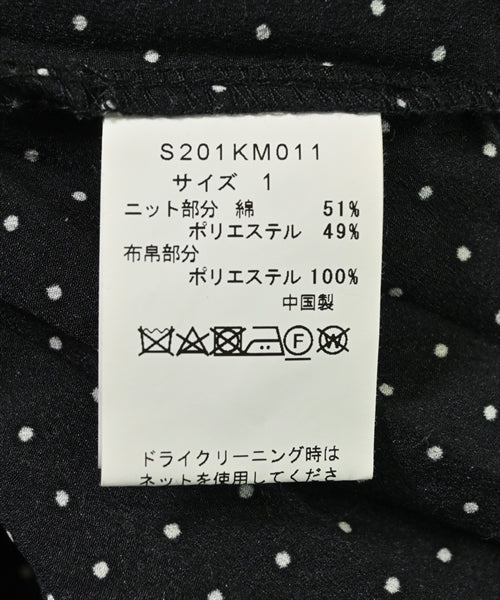 S201KM011
サイズ 1
ニット部分 綿 51%
ポリエステル 49%
布帛部分
ポリエステル 100%
中国製
F W
ドライクリーニング時は
ネットを使用してくださ